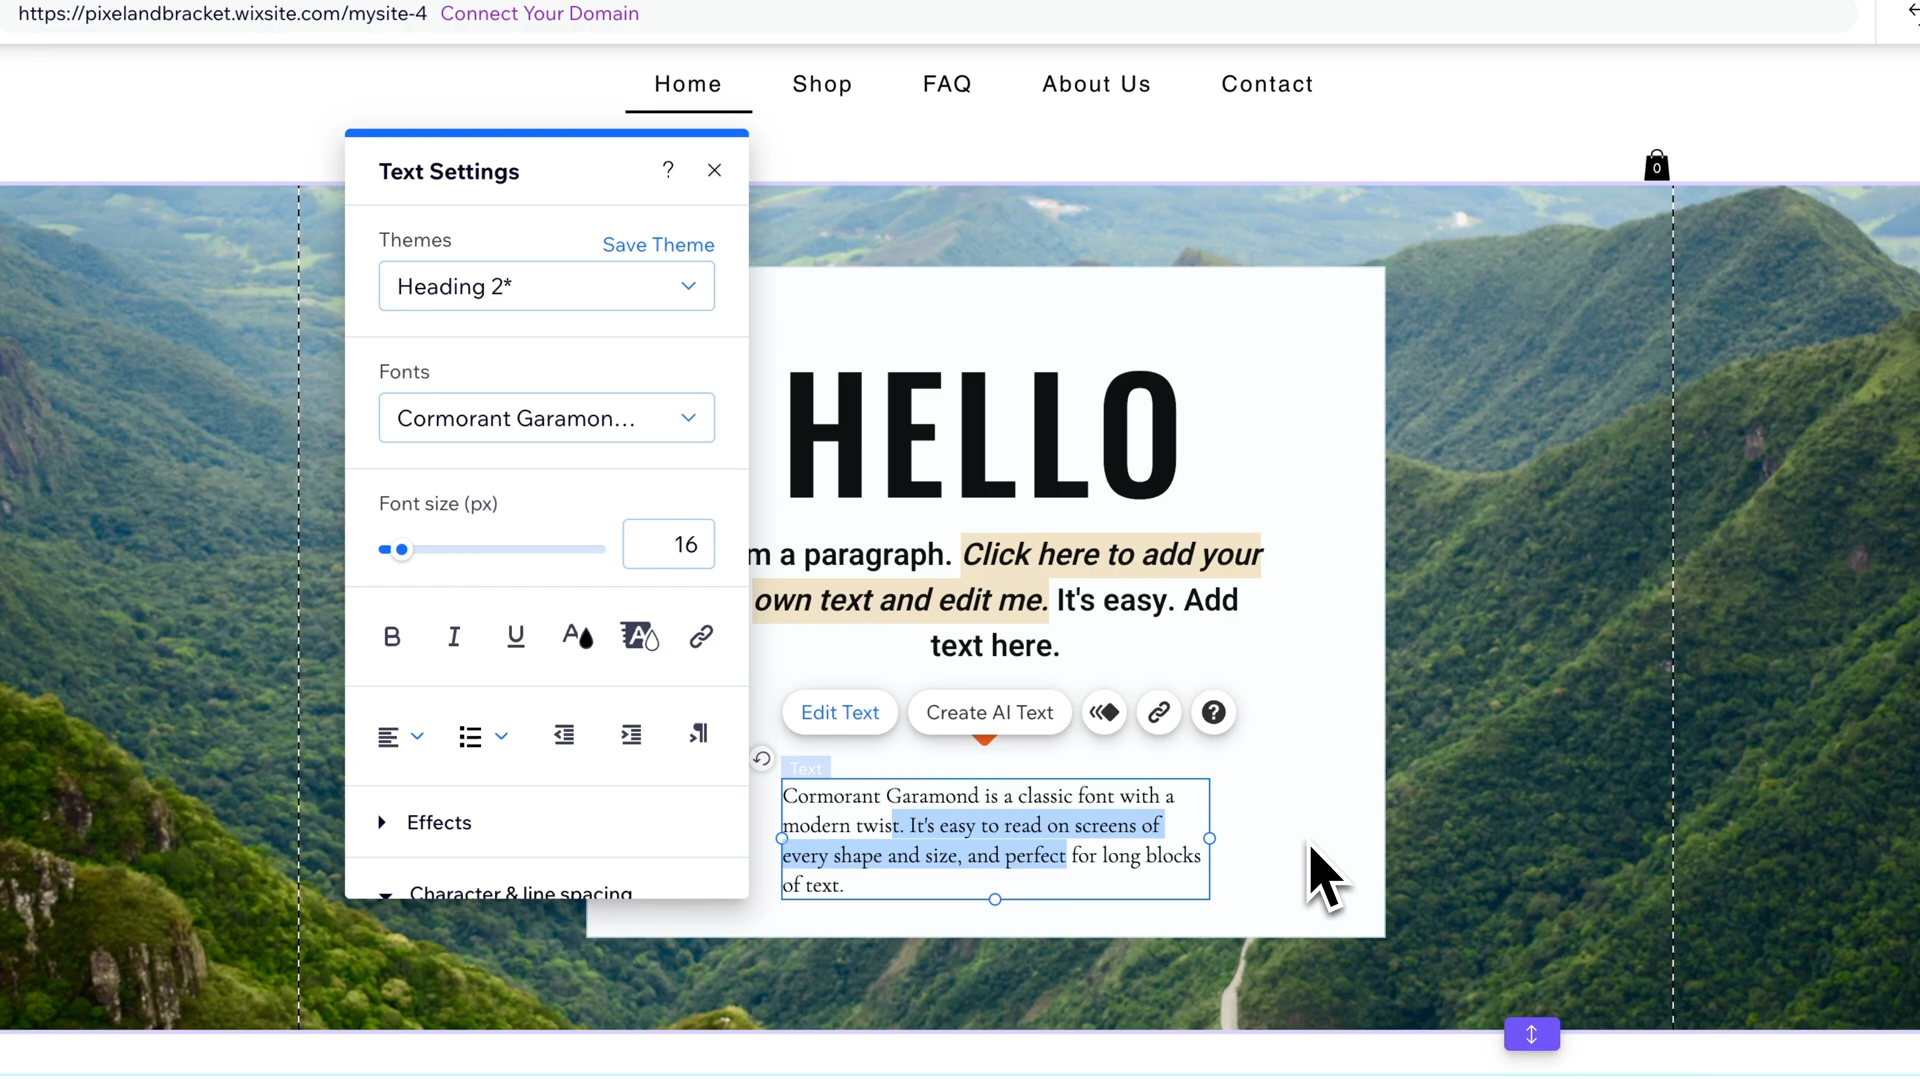 https://pixelandbracket.wixsite.com/mysite-4 Connect Your Domain
Home Shop FAQ About Us Contact
0
Text Settings ? ×
Themes Save Theme
Heading 2*
Fonts
Cormorant Garamon...
Font size (px)
16
B I U A A
Effects
Character & line spacing
HELLO
m a paragraph. Click here to add your
own text and edit me. It's easy. Add
text here.
Edit Text Create AI Text ?
Text
Cormorant Garamond is a classic font with a
modern twist. It's easy to read on screens of
every shape and size, and perfect for long blocks
of text.